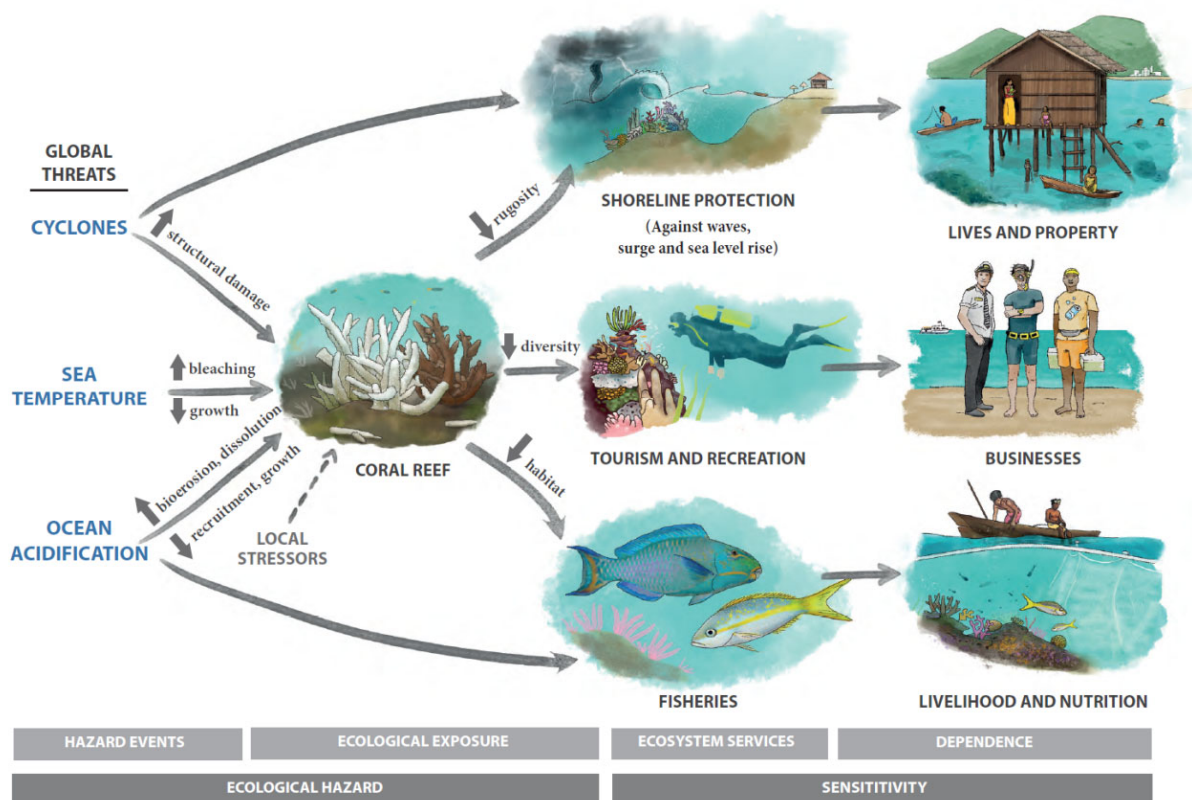 GLOBAL
THREATS
CYCLONES
structural damage
SEA
TEMPERATURE
bleaching
growth
OCEAN
ACIDIFICATION
bioerosion, dissolution
recruitment, growth
LOCAL
STRESSORS
CORAL REEF
rugosity
diversity
habitat
SHORELINE PROTECTION
(Against waves,
surge and sea level rise)
LIVES AND PROPERTY
TOURISM AND RECREATION
BUSINESSES
FISHERIES
LIVELIHOOD AND NUTRITION
HAZARD EVENTS
ECOLOGICAL EXPOSURE
ECOSYSTEM SERVICES
DEPENDENCE
ECOLOGICAL HAZARD
SENSITITIVITY